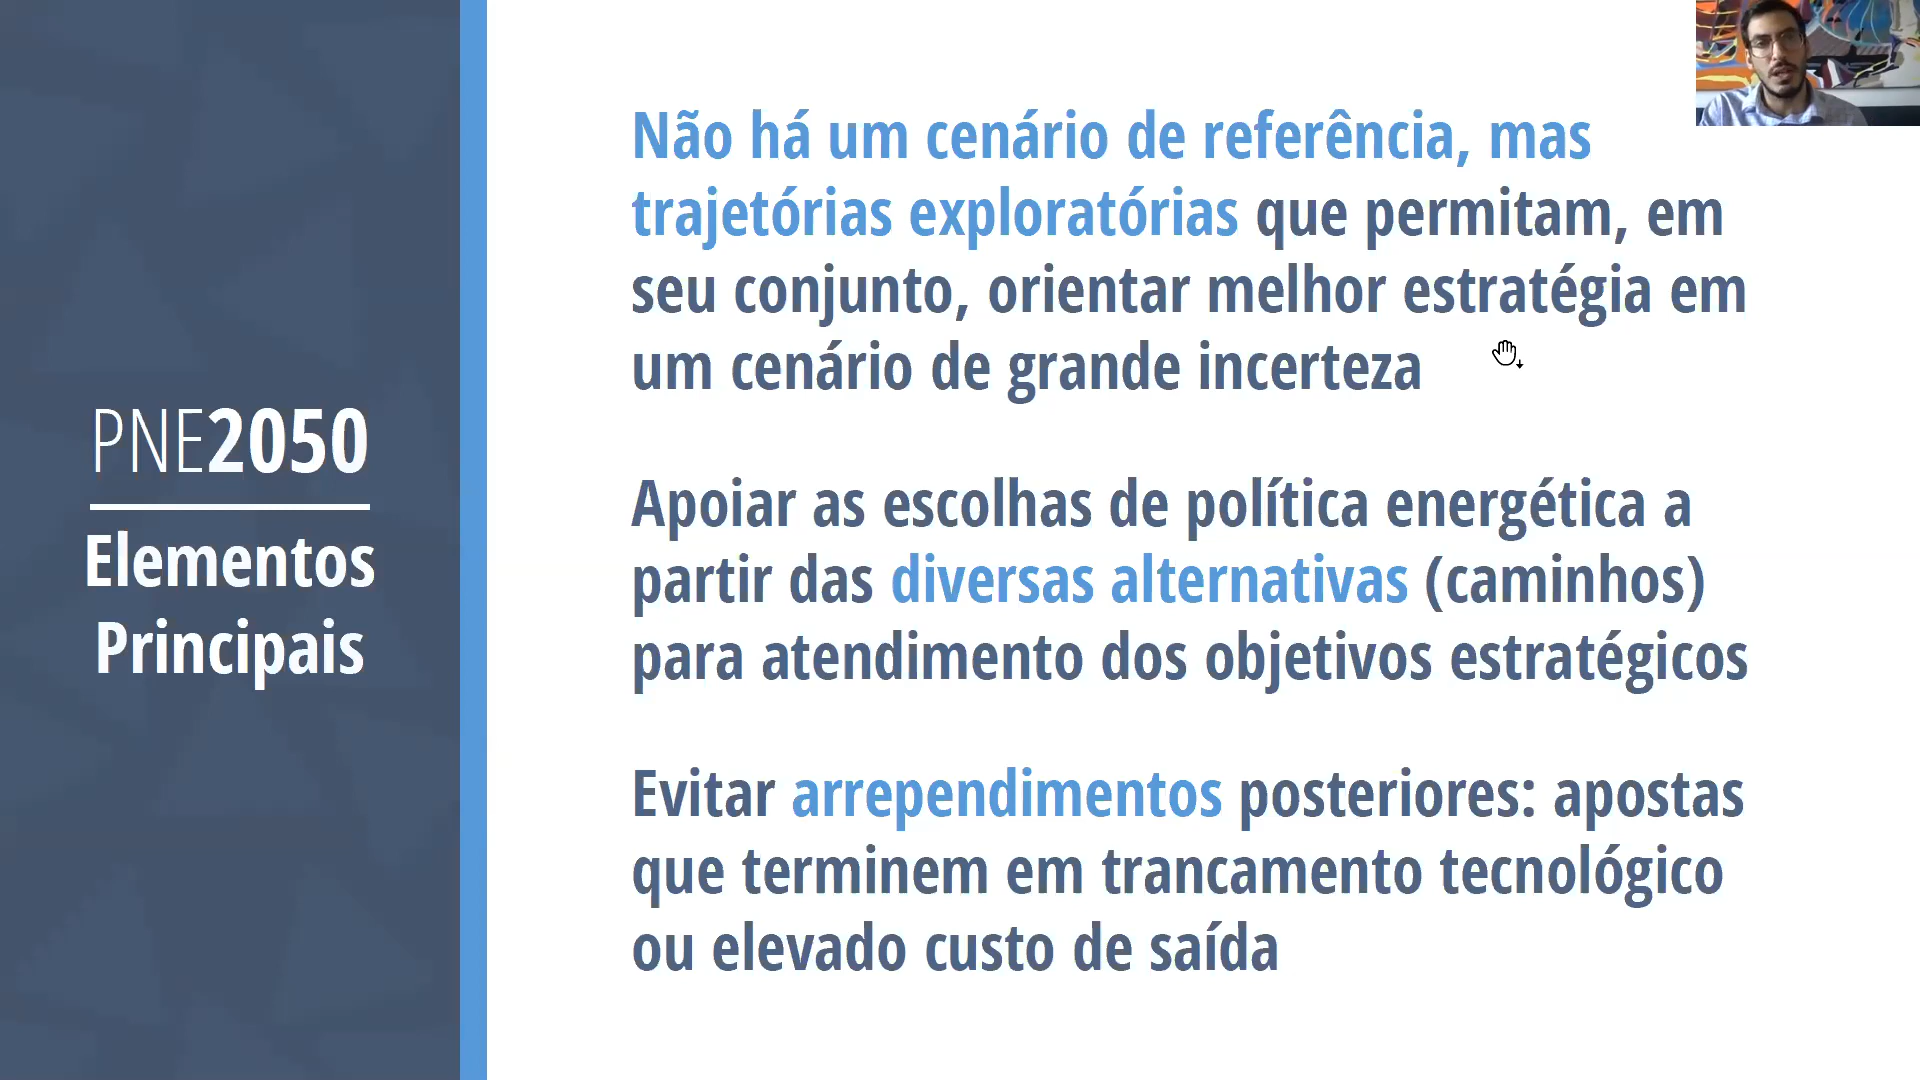 PNE2050
Elementos
Principais
Não há um cenário de referência, mas
trajetórias exploratórias que permitam, em
seu conjunto, orientar melhor estratégia em
um cenário de grande incerteza
Apoiar as escolhas de política energética a
partir das diversas alternativas (caminhos)
para atendimento dos objetivos estratégicos
Evitar arrependimentos posteriores: apostas
que terminem em trancamento tecnológico
ou elevado custo de saída